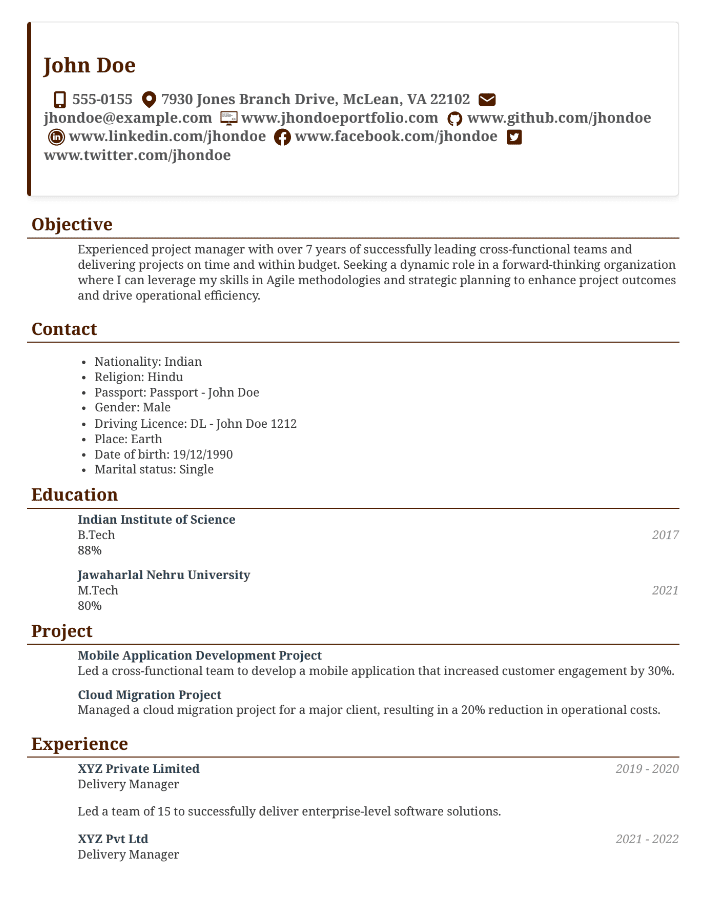 John Doe
555-0155 7930 Jones Branch Drive, McLean, VA 22102
jhondoe@example.com www.jhondoeportfolio.com www.github.com/jhondoe
www.linkedin.com/jhondoe www.facebook.com/jhondoe
www.twitter.com/jhondoe
Objective
Experienced project manager with over 7 years of successfully leading cross-functional teams and
delivering projects on time and within budget. Seeking a dynamic role in a forward-thinking organization
where I can leverage my skills in Agile methodologies and strategic planning to enhance project outcomes
and drive operational efficiency.
Contact
• Nationality: Indian
• Religion: Hindu
• Passport: Passport - John Doe
• Gender: Male
• Driving Licence: DL - John Doe 1212
• Place: Earth
• Date of birth: 19/12/1990
• Marital status: Single
Education
Indian Institute of Science
B.Tech 2017
88%
Jawaharlal Nehru University
M.Tech 2021
80%
Project
Mobile Application Development Project
Led a cross-functional team to develop a mobile application that increased customer engagement by 30%.
Cloud Migration Project
Managed a cloud migration project for a major client, resulting in a 20% reduction in operational costs.
Experience
XYZ Private Limited 2019 - 2020
Delivery Manager
Led a team of 15 to successfully deliver enterprise-level software solutions.
XYZ Pvt Ltd 2021 - 2022
Delivery Manager